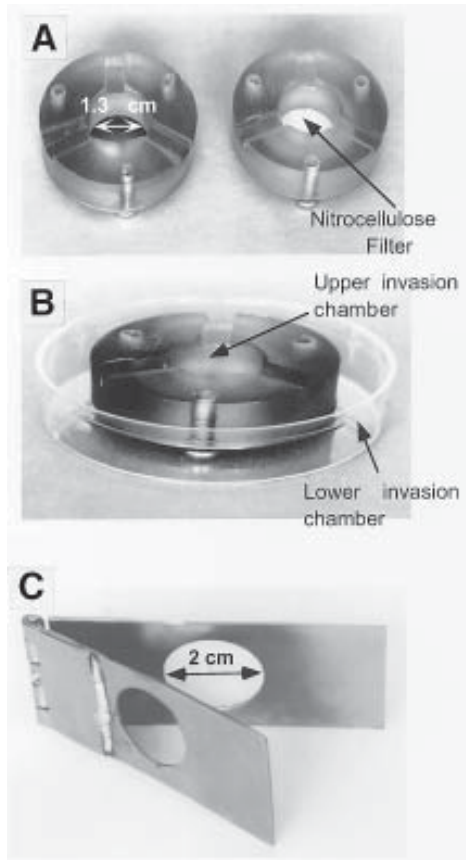 A
1.3 cm
Nitrocellulose
Filter
B
Upper invasion
chamber
Lower invasion
chamber
C
2 cm